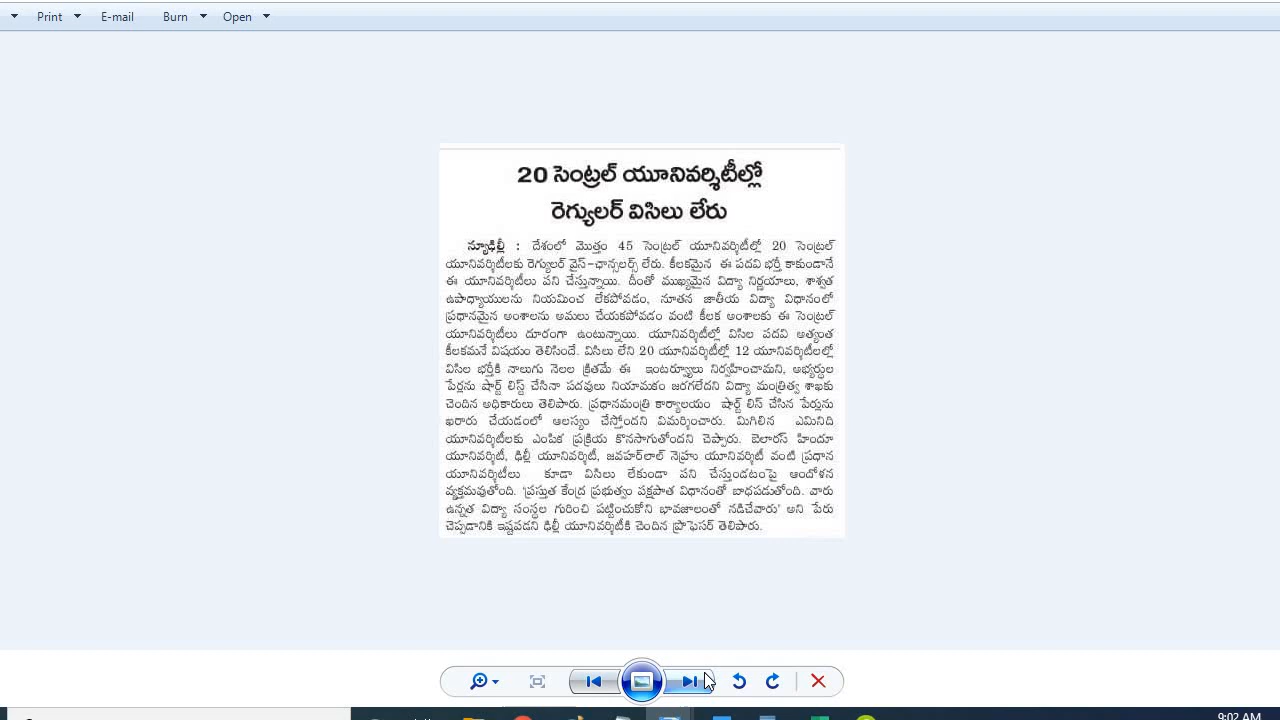 Print
E-mail
Burn
Open
20 సెంట్రల్ యూనివర్శిటీల్లో
రెగ్యులర్ విసిలు లేరు
న్యూఢిల్లీ : దేశంలో మొత్తం 45 సెంట్రల్ యూనివర్శిటీల్లో 20 సెంట్రల్
యూనివర్శిటీలకు రెగ్యులర్ వైస్-ఛాన్సలర్స్ లేరు. కీలకమైన ఈ పదవి భర్తీ కాకుండానే
ఈ యూనివర్శిటీలు పని చేస్తున్నాయి. దీంతో ముఖ్యమైన విద్యా నిర్ణయాలు, శాశ్వత
ఉపాధ్యాయులను నియమించ లేకపోవడం, నూతన జాతీయ విద్యా విధానంలో
ప్రధానమైన అంశాలను అమలు చేయకపోవడం వంటి కీలక అంశాలకు ఈ సెంట్రల్
యూనివర్శిటీలు దూరంగా ఉంటున్నాయి. యూనివర్శిటీల్లో విసిల పదవి అత్యంత
కీలకమనే విషయం తెలిసిందే. విసిలు లేని 20 యూనివర్శిటీల్లో 12 యూనివర్శిటీలల్లో
విసిల భర్తీకి నాలుగు నెలల క్రితమే ఈ ఇంటర్వ్యూలు నిర్వహించామని, అభ్యర్థుల
పేర్లను షార్ట్ లిస్ట్ చేసినా పదవులు నియామకం జరగలేదని విద్యా మంత్రిత్వ శాఖకు
చెందిన అధికారులు తెలిపారు. ప్రధానమంత్రి కార్యాలయం షార్ట్ లిస్ చేసిన పేర్లును
ఖరారు చేయడంలో ఆలస్యం చేస్తోందని విమర్శించారు. మిగిలిన ఎమినిది
యూనివర్శిటీలకు ఎంపిక ప్రక్రియ కొనసాగుతోందని చెప్పారు. బెలారస్ హిందూ
యూనివర్శిటీ, ఢిల్లీ యూనివర్శిటీ, జవహర్‌లాల్ నెహ్రు యూనివర్శిటీ వంటి ప్రధాన
యూనివర్శిటీలు కూడా విసిలు లేకుండా పని చేస్తుండటంపై ఆందోళన
వ్యక్తమవుతోంది. 'ప్రస్తుత కేంద్ర ప్రభుత్వం పక్షపాత విధానంతో బాధపడుతోంది. వారు
ఉన్నత విద్యా సంస్థల గురించి పట్టించుకోని భావజాలంతో నడిచేవారు' అని పేరు
చెప్పడానికి ఇష్టపడని ఢిల్లీ యూనివర్శిటీకి చెందిన ప్రొఫెసర్ తెలిపారు.
9:02 AM